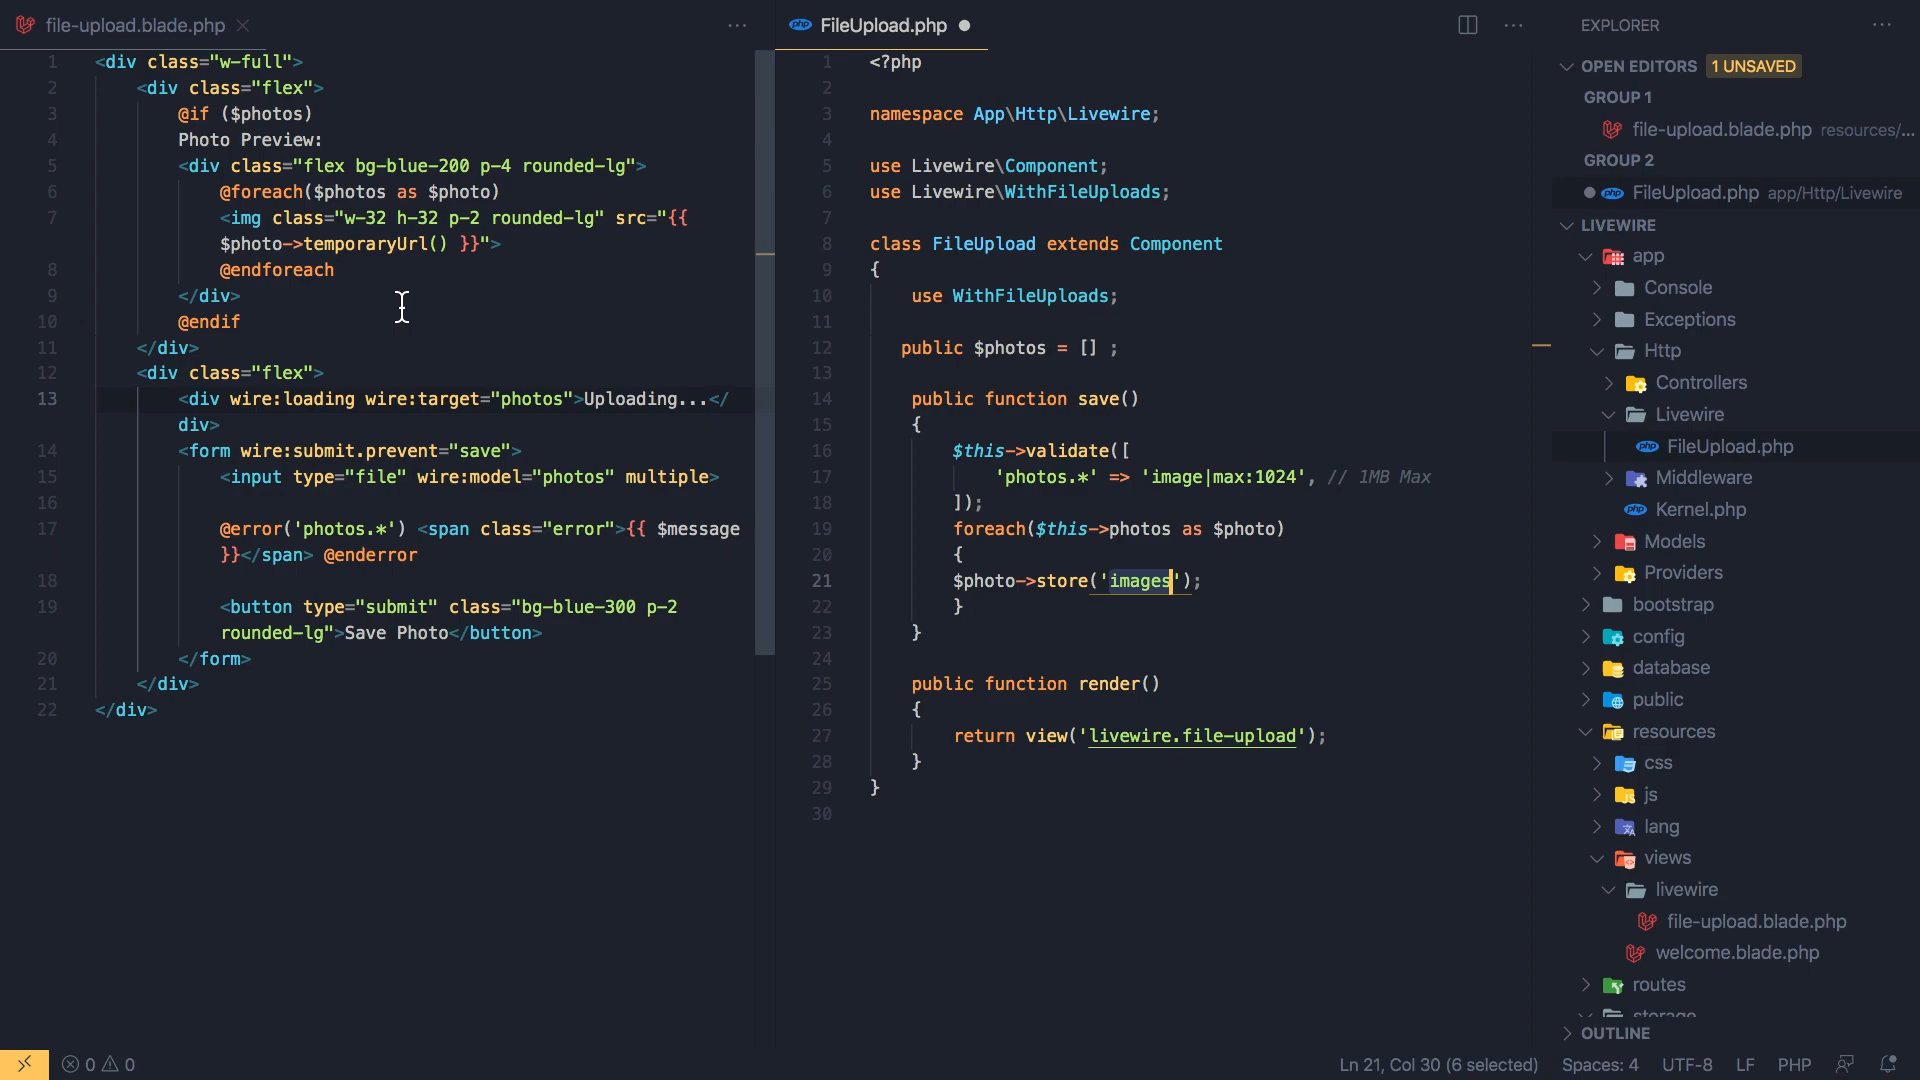 file-upload.blade.php
1 <div class="w-full">
2 <div class="flex">
3 @if ($photos)
4 Photo Preview:
5 <div class="flex bg-blue-200 p-4 rounded-lg">
6 @foreach($photos as $photo)
7 <img class="w-32 h-32 p-2 rounded-lg" src="{{
$photo->temporaryUrl() }}">
8 @endforeach
9 </div>
10 @endif
11 </div>
12 <div class="flex">
13 <div wire:loading wire:target="photos">Uploading...</
div>
14 <form wire:submit.prevent="save">
15 <input type="file" wire:model="photos" multiple>
16
17 @error('photos.*') <span class="error">{{ $message
}}</span> @enderror
18
19 <button type="submit" class="bg-blue-300 p-2
rounded-lg">Save Photo</button>
20 </form>
21 </div>
22 </div>
php FileUpload.php
1 <?php
2
3 namespace App\Http\Livewire;
4
5 use Livewire\Component;
6 use Livewire\WithFileUploads;
7
8 class FileUpload extends Component
9 {
10 use WithFileUploads;
11
12 public $photos = [] ;
13
14 public function save()
15 {
16 $this->validate([
17 'photos.*' => 'image|max:1024', // 1MB Max
18 ]);
19 foreach($this->photos as $photo)
20 {
21 $photo->store('images');
22 }
23 }
24
25 public function render()
26 {
27 return view('livewire.file-upload');
28 }
29 }
30
EXPLORER
OPEN EDITORS 1 UNSAVED
GROUP 1
file-upload.blade.php resources/...
GROUP 2
php FileUpload.php app/Http/Livewire
LIVEWIRE
app
Console
Exceptions
Http
Controllers
Livewire
php FileUpload.php
Middleware
php Kernel.php
Models
Providers
bootstrap
config
database
public
resources
css
js
lang
views
livewire
file-upload.blade.php
welcome.blade.php
routes
storage
OUTLINE
0 0
Ln 21, Col 30 (6 selected) Spaces: 4 UTF-8 LF PHP